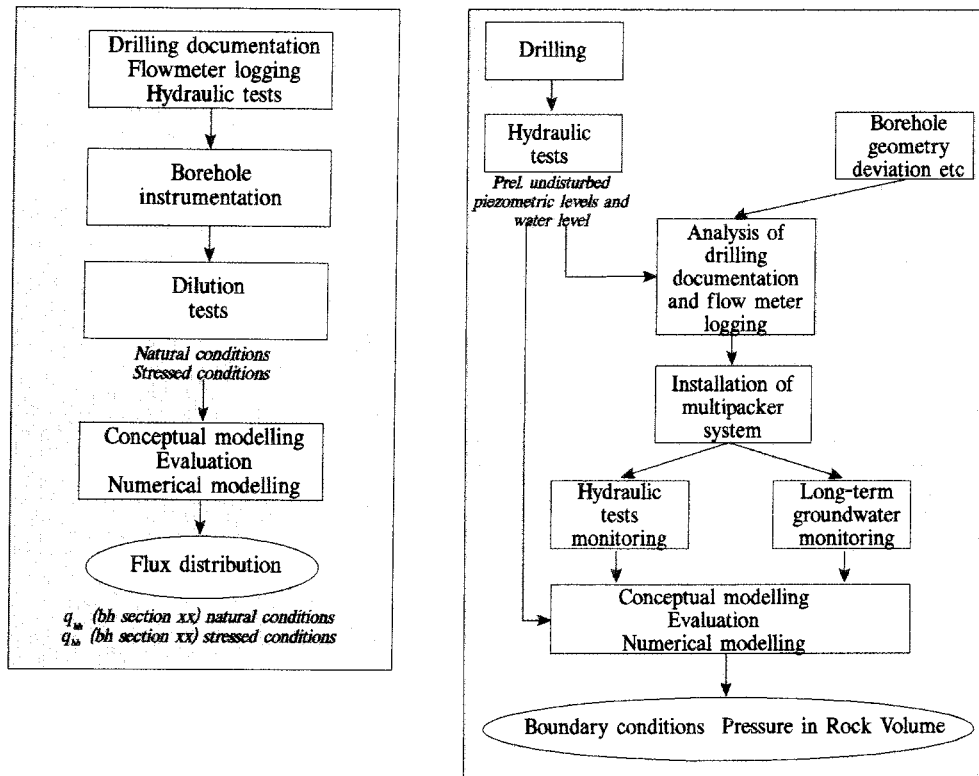 Drilling documentation
Flowmeter logging
Hydraulic tests
Borehole
instrumentation
Dilution
tests
Natural conditions
Stressed conditions
Conceptual modelling
Evaluation
Numerical modelling
Flux distribution
q_bh (bh section xx) natural conditions
q_bh (bh section xx) stressed conditions
Drilling
Hydraulic
tests
Prel. undisturbed
piezometric levels and
water level
Borehole
geometry
deviation etc
Analysis of
drilling
documentation
and flow meter
logging
Installation of
multipacker
system
Hydraulic
tests
monitoring
Long-term
groundwater
monitoring
Conceptual modelling
Evaluation
Numerical modelling
Boundary conditions Pressure in Rock Volume